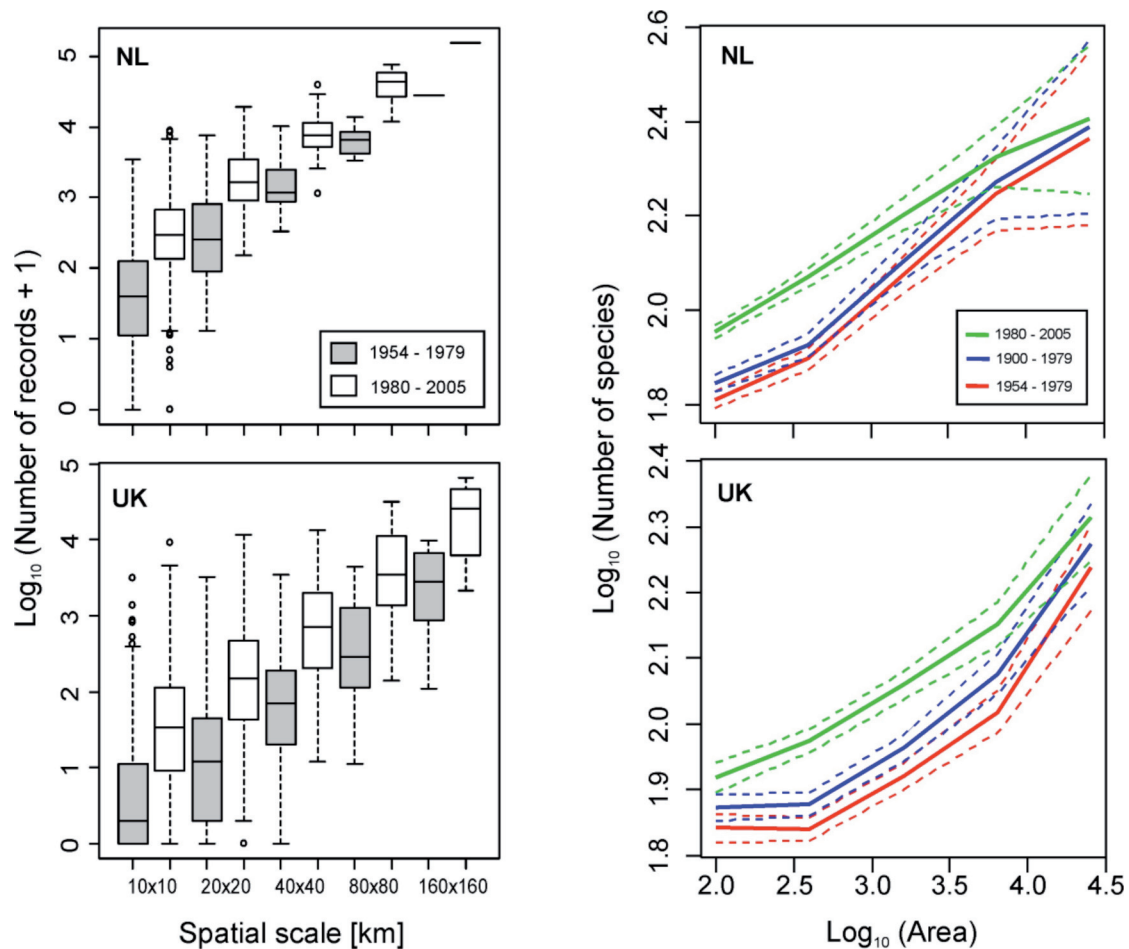 NL
Log₁₀ (Number of records + 1)
5
4
3
2
1
0
1954 - 1979
1980 - 2005
UK
5
4
3
2
1
0
10x10 20x20 40x40 80x80 160x160
Spatial scale [km]
NL
Log₁₀ (Number of species)
2.6
2.4
2.2
2.0
1.8
1980 - 2005
1900 - 1979
1954 - 1979
UK
2.4
2.3
2.2
2.1
2.0
1.9
1.8
2.0 2.5 3.0 3.5 4.0 4.5
Log₁₀ (Area)